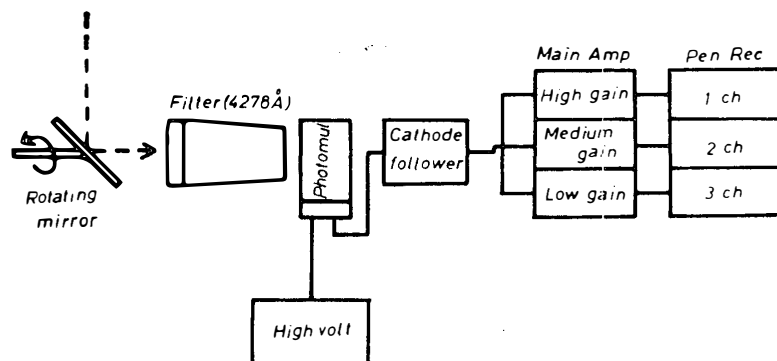 Main Amp
Pen Rec
Filter (4278Å)
High gain
1 ch
Photomul
Cathode
follower
Medium
gain
2 ch
Rotating
mirror
Low gain
3 ch
High volt